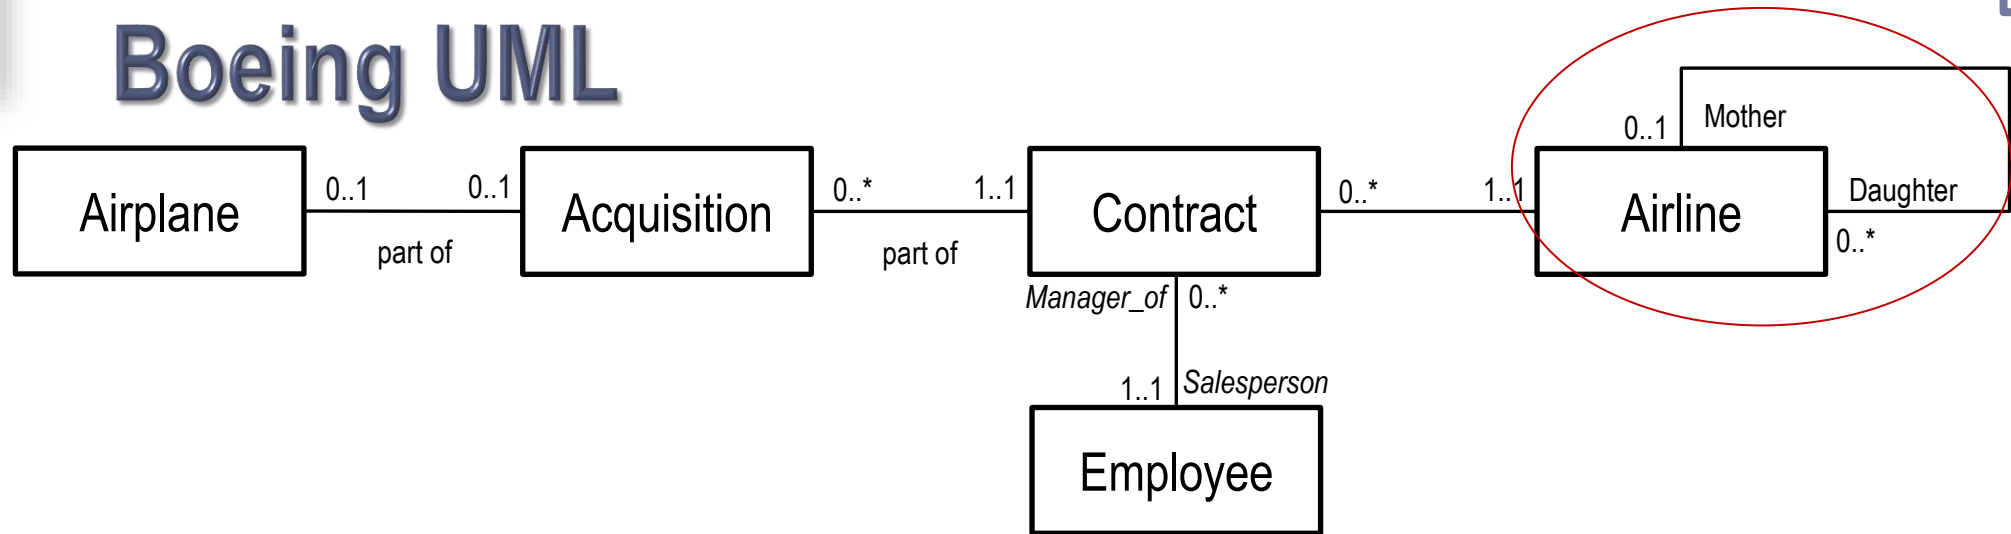 Boeing UML
Mother
0..1
Airplane
0..1
0..1
part of
Acquisition
0..*
1..1
part of
Contract
0..*
1..1
Airline
Daughter
0..*
Manager_of
0..*
1..1
Salesperson
Employee